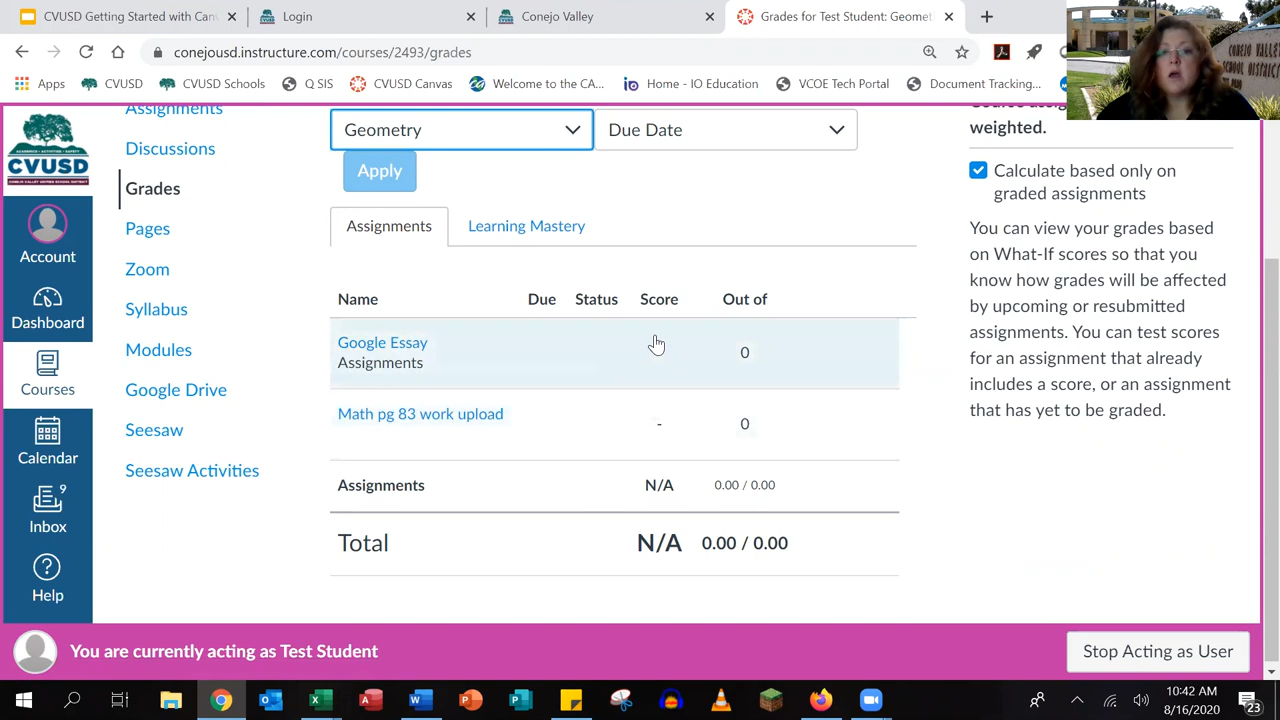 CVUSD Getting Started with Can
Login
Conejo Valley
Grades for Test Student: Geomet
conejousd.instructure.com/courses/2493/grades
Apps
CVUSD
CVUSD Schools
Q SIS
CVUSD Canvas
Welcome to the CA...
Home - IO Education
VCOE Tech Portal
Document Tracking...
CONEJO VALLEY
SCHOOL DISTRICT
CVUSD
Account
Dashboard
Courses
Calendar
9
Inbox
Help
Assignments
Discussions
Grades
Pages
Zoom
Syllabus
Modules
Google Drive
Seesaw
Seesaw Activities
Geometry
Due Date
Apply
Assignments
Learning Mastery
Name Due Status Score Out of
Google Essay
Assignments
0
Math pg 83 work upload
- 0
Assignments N/A 0.00 / 0.00
Total N/A 0.00 / 0.00
weighted.
Calculate based only on
graded assignments
You can view your grades based
on What-If scores so that you
know how grades will be affected
by upcoming or resubmitted
assignments. You can test scores
for an assignment that already
includes a score, or an assignment
that has yet to be graded.
You are currently acting as Test Student
Stop Acting as User
10:42 AM
8/16/2020
23